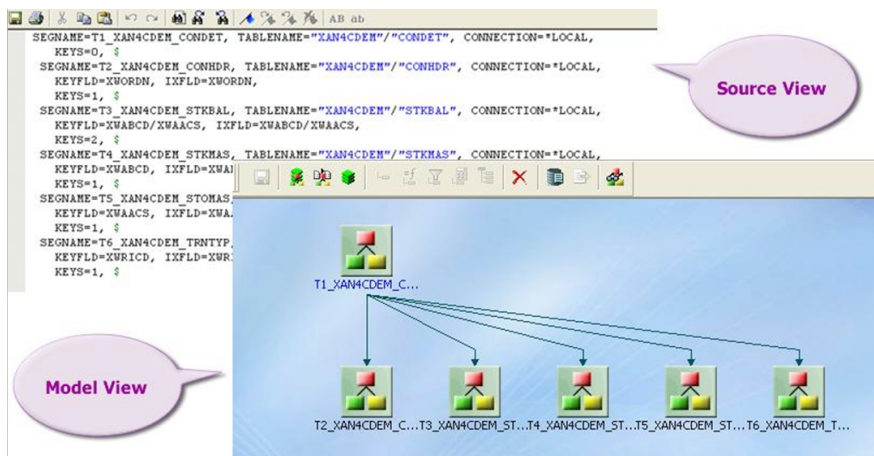 AB ab
SEGNAME=T1_XAN4CDEM_CONDET, TABLENAME="XAN4CDEM"/"CONDET", CONNECTION=*LOCAL,
KEYS=0, $
SEGNAME=T2_XAN4CDEM_CONHDR, TABLENAME="XAN4CDEM"/"CONHDR", CONNECTION=*LOCAL,
KEYFLD=XWORDN, IXFLD=XWORDN,
KEYS=1, $
SEGNAME=T3_XAN4CDEM_STKBAL, TABLENAME="XAN4CDEM"/"STKBAL", CONNECTION=*LOCAL,
KEYFLD=XWABCD/XWAACS, IXFLD=XWABCD/XWAACS,
KEYS=2, $
SEGNAME=T4_XAN4CDEM_STKMAS, TABLENAME="XAN4CDEM"/"STKMAS", CONNECTION=*LOCAL,
KEYFLD=XWABCD, IXFLD=XWA
KEYS=1, $
SEGNAME=T5_XAN4CDEM_STOMAS,
KEYFLD=XWAACS, IXFLD=XWA
KEYS=1, $
SEGNAME=T6_XAN4CDEM_TRNTYP,
KEYFLD=XWRICD, IXFLD=XWR
KEYS=1, $
Source View
T1_XAN4CDEM_C...
Model View
T2_XAN4CDEM_C... T3_XAN4CDEM_ST... T4_XAN4CDEM_ST... T5_XAN4CDEM_ST... T6_XAN4CDEM_T...